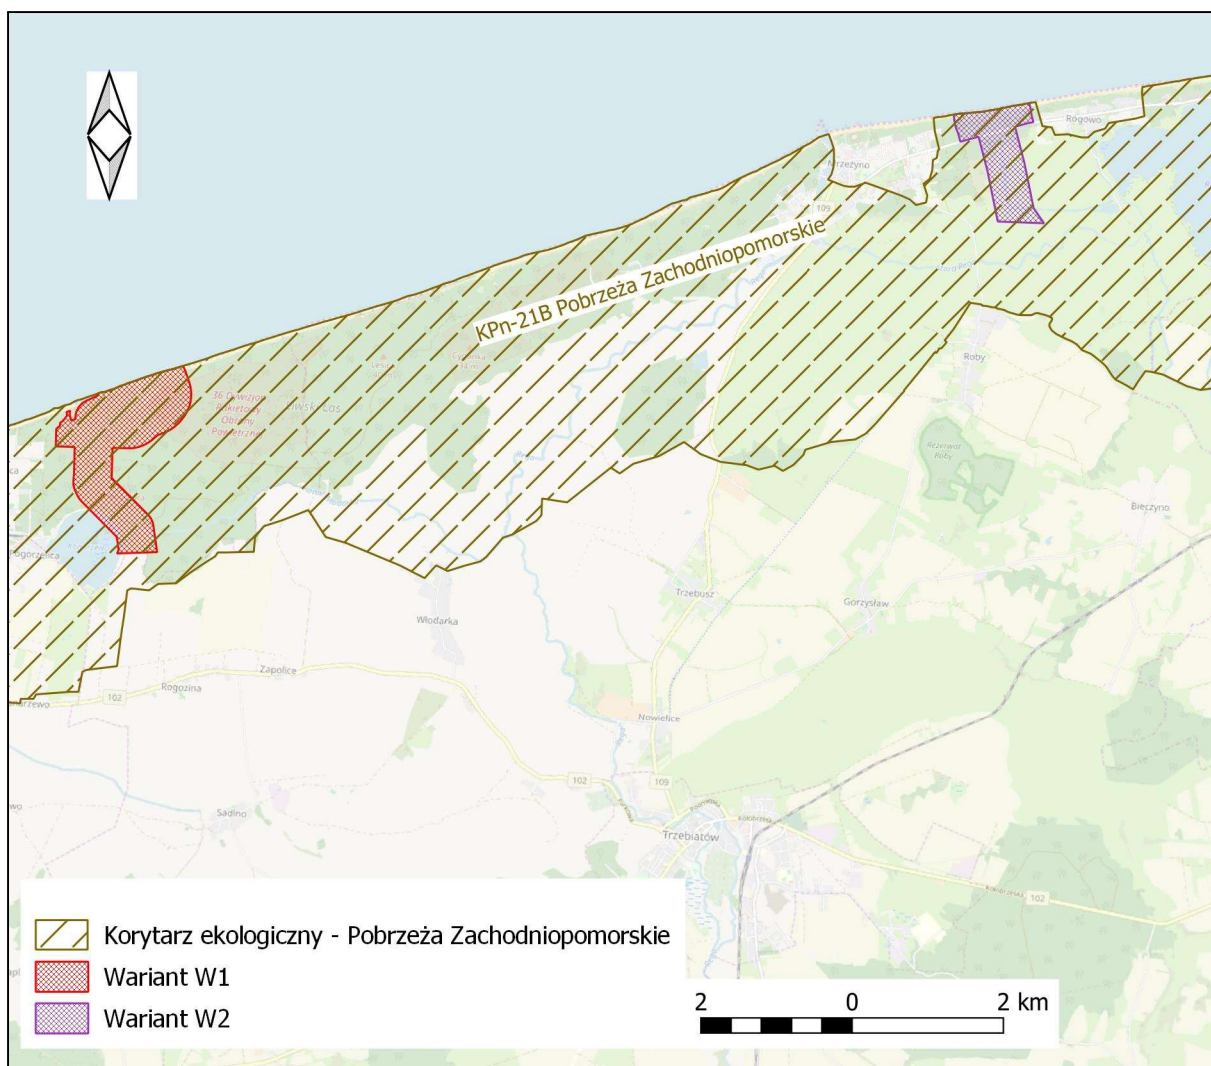 Rogowo
Mrzeżyno
109
KPn-21B Pobrzeża Zachodniopomorskie
Roby
36 Dywizjon
Rakietowy
Obrony
Powietrznej
Rezerwat
Roby
Bieczyno
Pogorzelica
Trzebusz
Gorzysław
Włodarka
Zapolice
Rogozina
102
Nowielice
102
109
Sadlno
Trzebiatów
Kołobrzeska
102
Korytarz ekologiczny - Pobrzeża Zachodniopomorskie
Wariant W1
Wariant W2
2 0 2 km